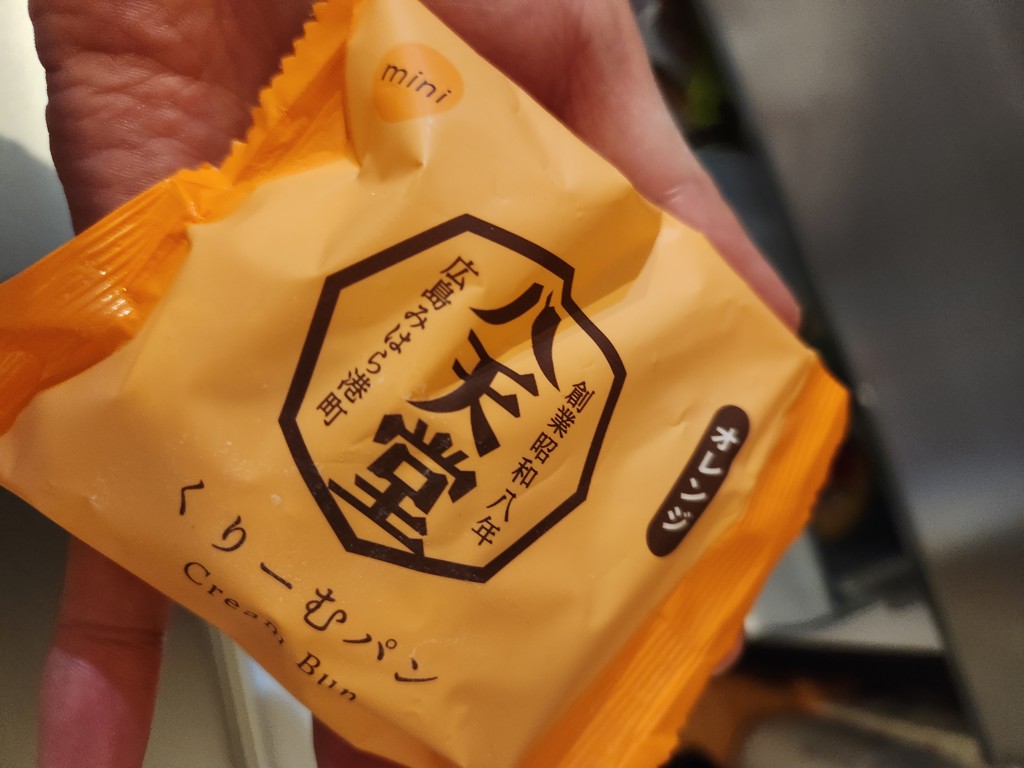 mini
創業昭和八年
八天堂
広島みはら港町
オレンジ
くりーむパン
Cream Bun